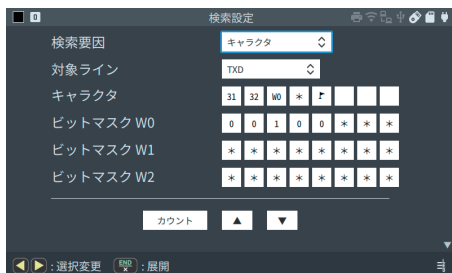 0 検索設定
検索要因 キャラクタ
対象ライン TXD
キャラクタ 31 32 W0 *
ビットマスク W0 0 0 1 0 0 * * *
ビットマスク W1 * * * * * * * *
ビットマスク W2 * * * * * * * *
カウント ▲ ▼
◀ ▶ : 選択変更 END × : 展開